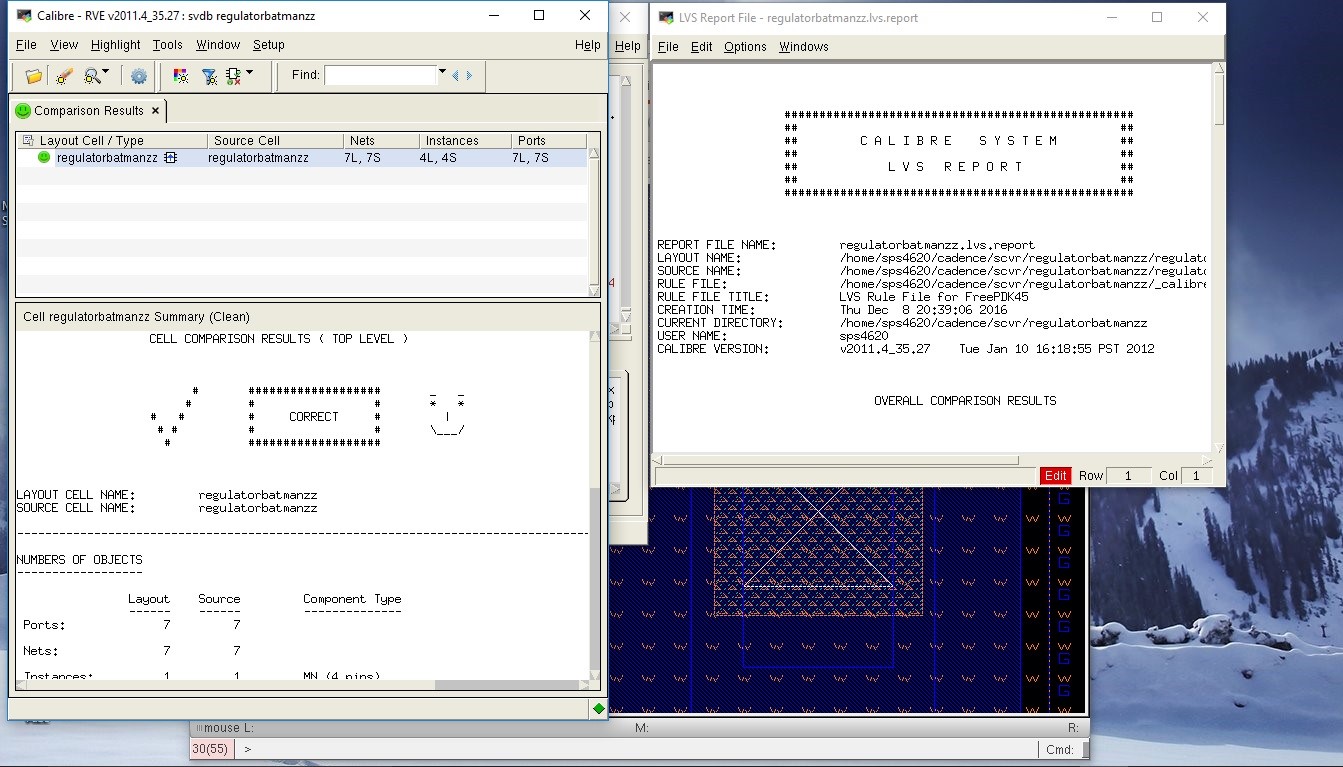 Calibre - RVE v2011.4_35.27 : svdb regulatorbatmanzz
File View Highlight Tools Window Setup Help
Find:
Comparison Results
Layout Cell / Type Source Cell Nets Instances Ports
regulatorbatmanzz regulatorbatmanzz 7L, 7S 4L, 4S 7L, 7S
Cell regulatorbatmanzz Summary (Clean)
CELL COMPARISON RESULTS ( TOP LEVEL )
CORRECT
LAYOUT CELL NAME: regulatorbatmanzz
SOURCE CELL NAME: regulatorbatmanzz
NUMBERS OF OBJECTS
Layout Source Component Type
Ports: 7 7
Nets: 7 7
Instances: 1 1 MN (4 pins)
Help
LVS Report File - regulatorbatmanzz.lvs.report
File Edit Options Windows
CALIBRE SYSTEM
LVS REPORT
REPORT FILE NAME: regulatorbatmanzz.lvs.report
LAYOUT NAME: /home/sps4620/cadence/scvr/regulatorbatmanzz/regulato
SOURCE NAME: /home/sps4620/cadence/scvr/regulatorbatmanzz/regulato
RULE FILE: /home/sps4620/cadence/scvr/regulatorbatmanzz/_calibre
RULE FILE TITLE: LVS Rule File for FreePDK45
CREATION TIME: Thu Dec 8 20:39:06 2016
CURRENT DIRECTORY: /home/sps4620/cadence/scvr/regulatorbatmanzz
USER NAME: sps4620
CALIBRE VERSION: v2011.4_35.27 Tue Jan 10 16:18:55 PST 2012
OVERALL COMPARISON RESULTS
Edit Row 1 Col 1
mouse L: M: R:
30(55) > Cmd: